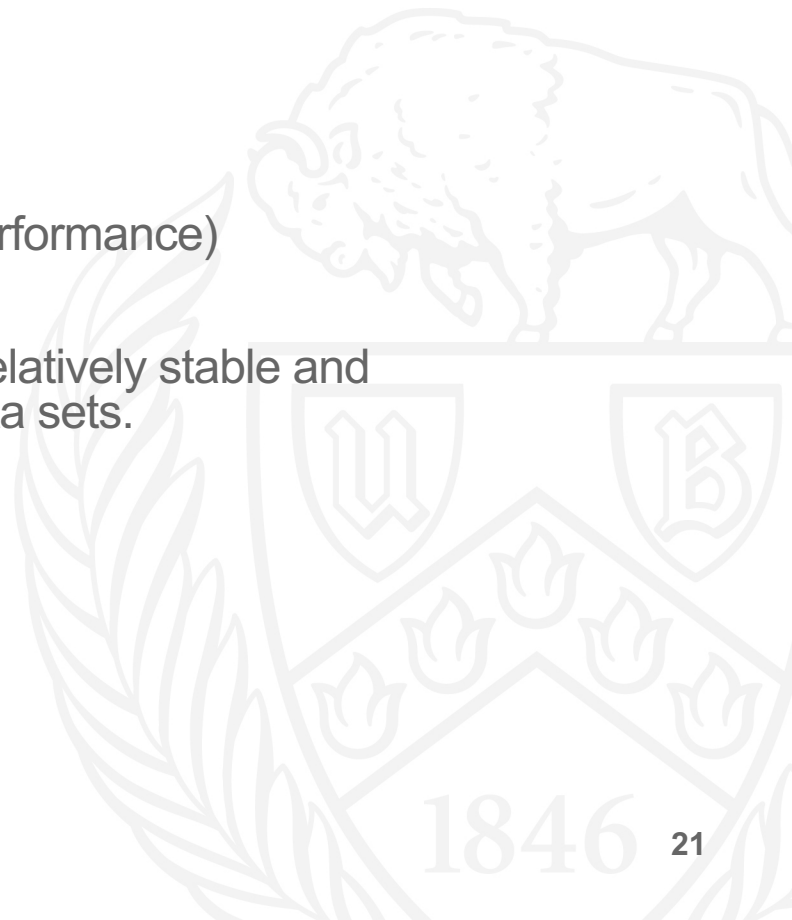 rformance)
elatively stable and
a sets.
U B
1846
21